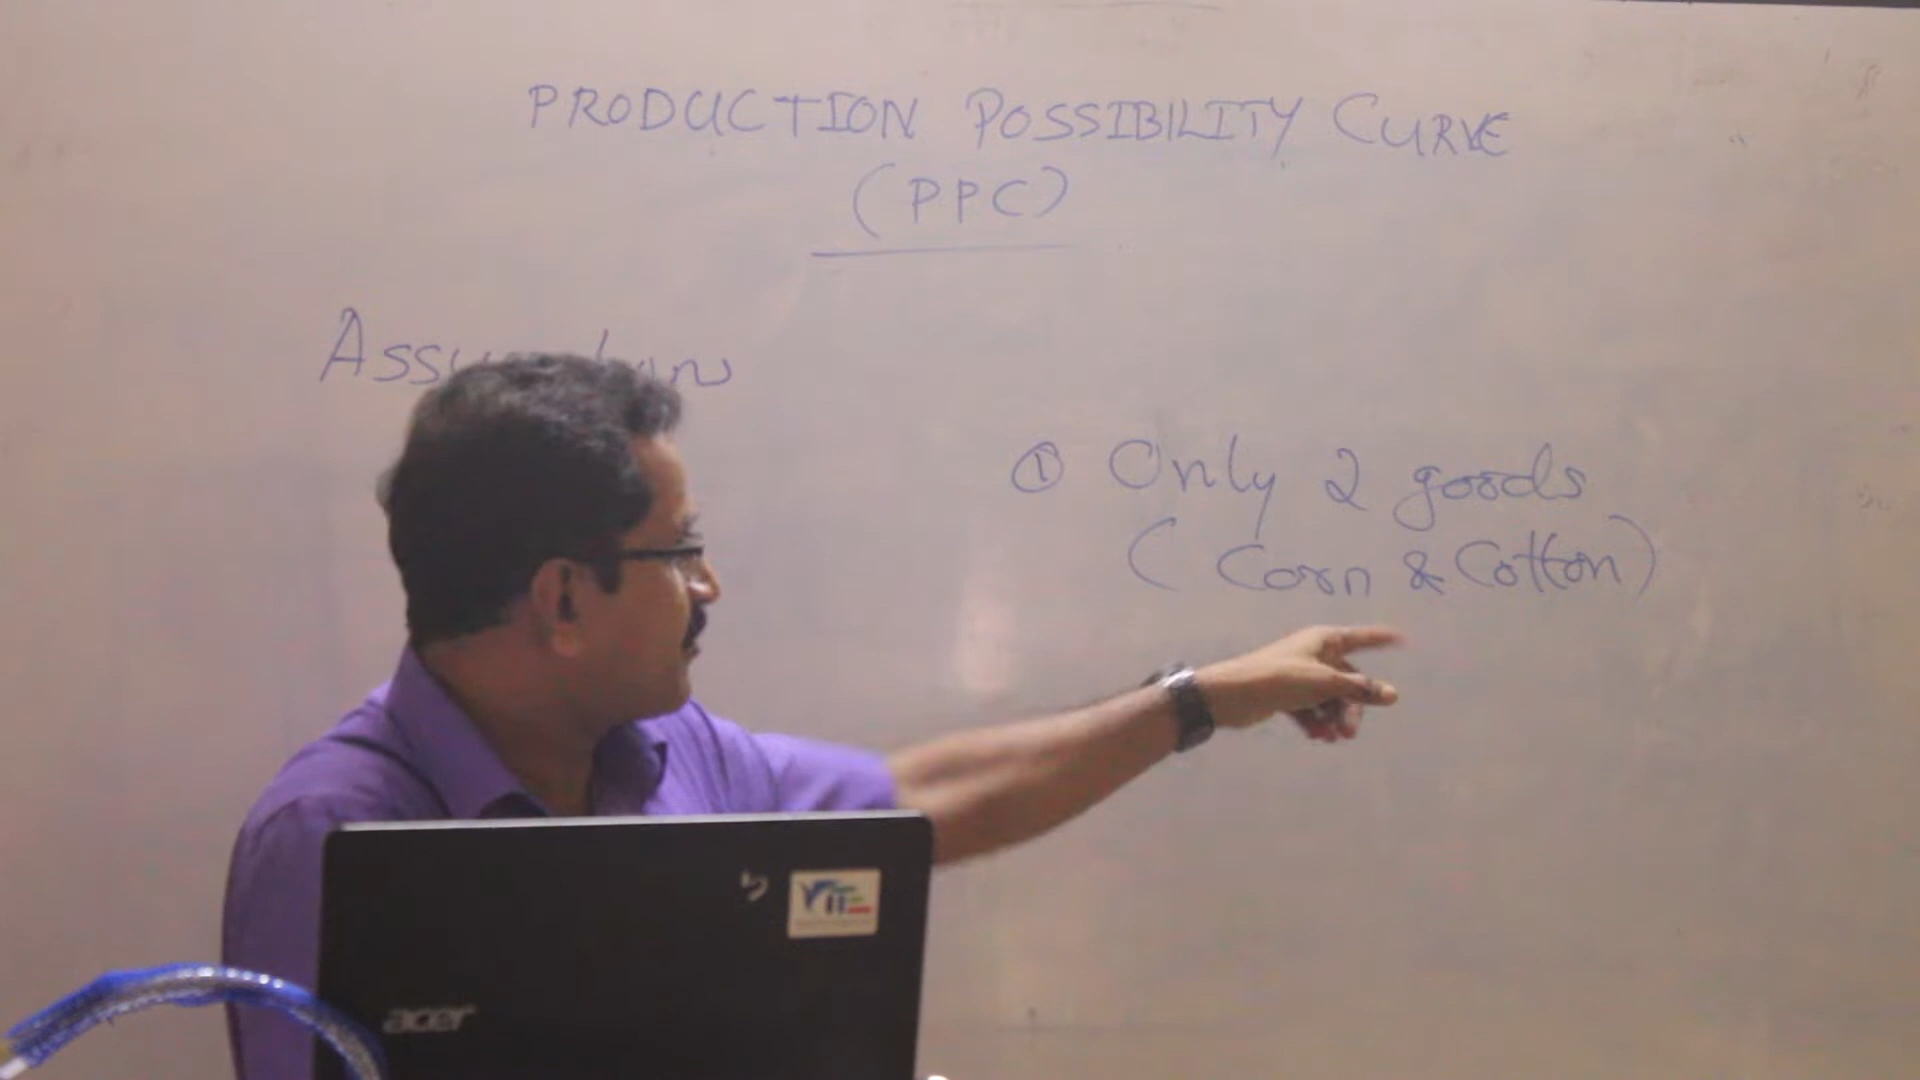 PRODUCTION POSSIBILITY CURVE
(PPC)
① Only 2 goods
(Corn & Cotton)
acer